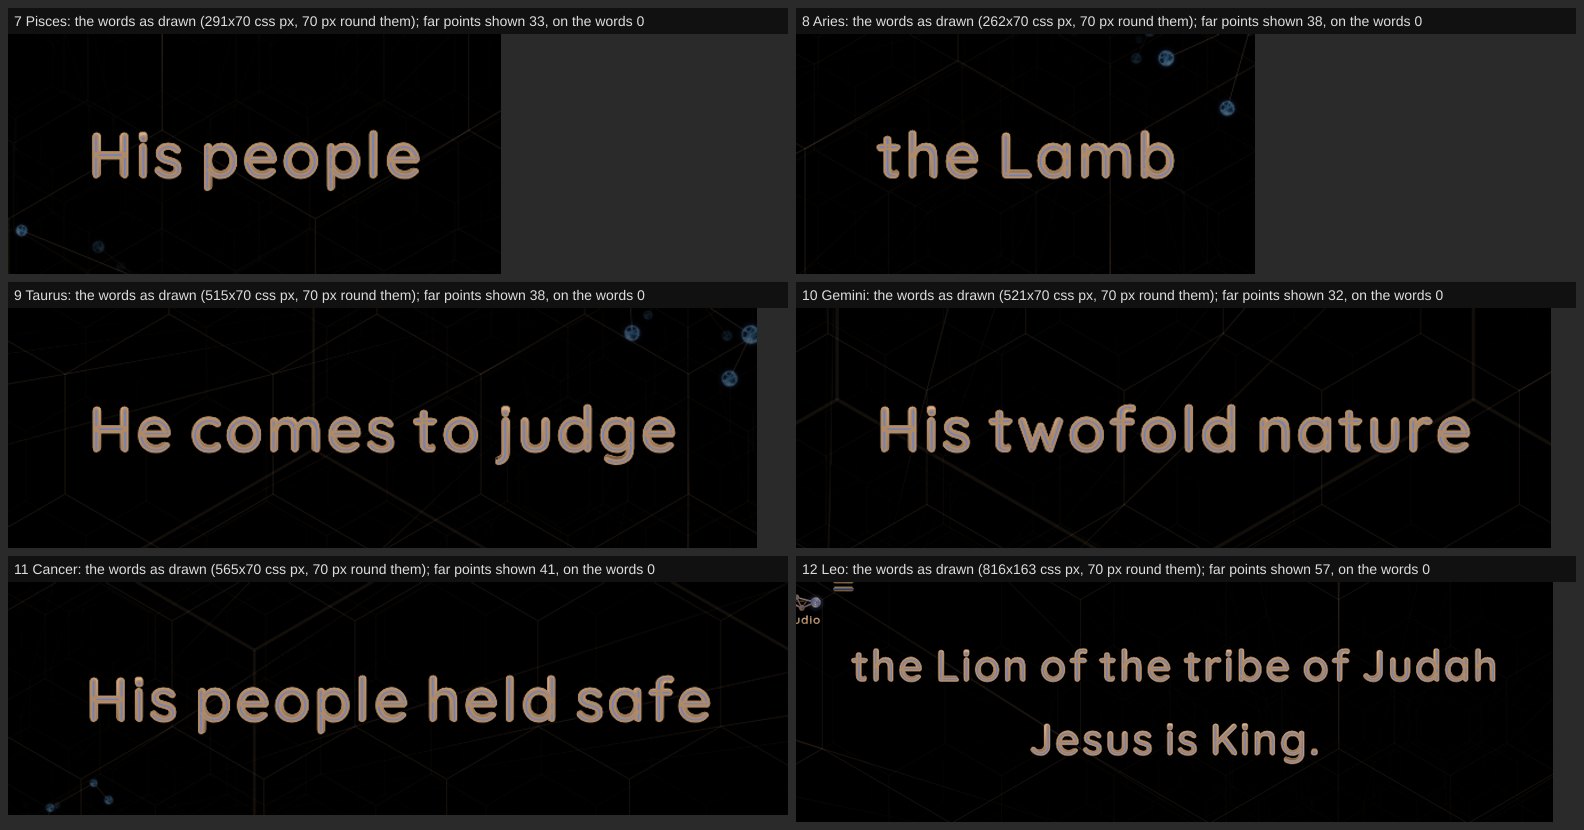 7 Pisces: the words as drawn (291x70 css px, 70 px round them); far points shown 33, on the words 0
His people
8 Aries: the words as drawn (262x70 css px, 70 px round them); far points shown 38, on the words 0
the Lamb
9 Taurus: the words as drawn (515x70 css px, 70 px round them); far points shown 38, on the words 0
He comes to judge
10 Gemini: the words as drawn (521x70 css px, 70 px round them); far points shown 32, on the words 0
His twofold nature
11 Cancer: the words as drawn (565x70 css px, 70 px round them); far points shown 41, on the words 0
His people held safe
12 Leo: the words as drawn (816x163 css px, 70 px round them); far points shown 57, on the words 0
the Lion of the tribe of Judah
Jesus is King.